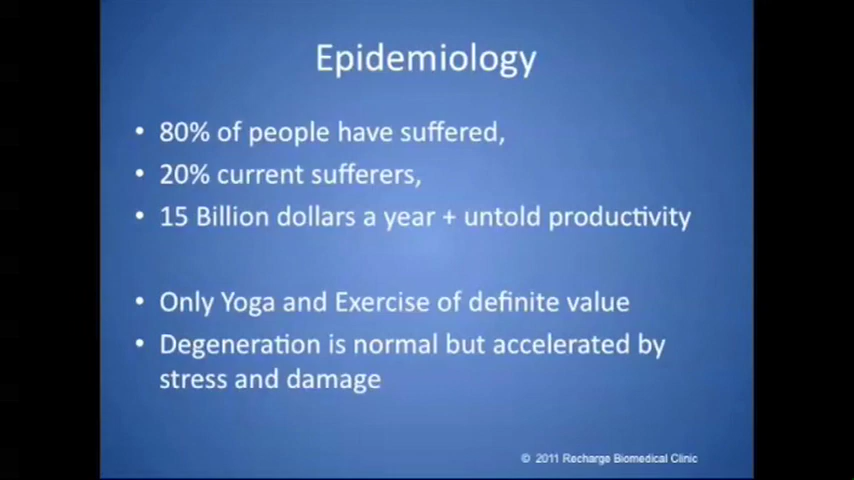 Epidemiology
• 80% of people have suffered,
• 20% current sufferers,
• 15 Billion dollars a year + untold productivity
• Only Yoga and Exercise of definite value
• Degeneration is normal but accelerated by
stress and damage
© 2011 Recharge Biomedical Clinic